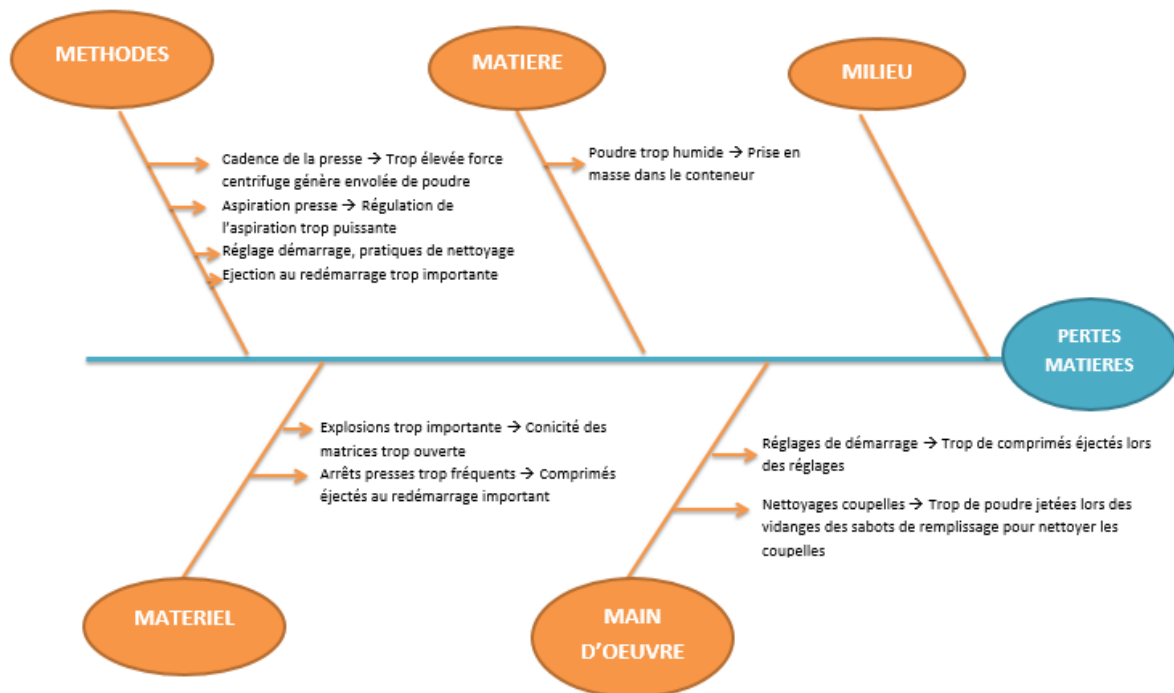 METHODES
MATIERE
MILIEU
Cadence de la presse → Trop élevée force
centrifuge génère envolée de poudre
Aspiration presse → Régulation de
l'aspiration trop puissante
Réglage démarrage, pratiques de nettoyage
Ejection au redémarrage trop importante
Poudre trop humide → Prise en
masse dans le conteneur
PERTES
MATIERES
Explosions trop importante → Conicité des
matrices trop ouverte
Arrêts presses trop fréquents → Comprimés
éjectés au redémarrage important
Réglages de démarrage → Trop de comprimés éjectés lors
des réglages
Nettoyages coupelles → Trop de poudre jetées lors des
vidanges des sabots de remplissage pour nettoyer les
coupelles
MATERIEL
MAIN
D'OEUVRE